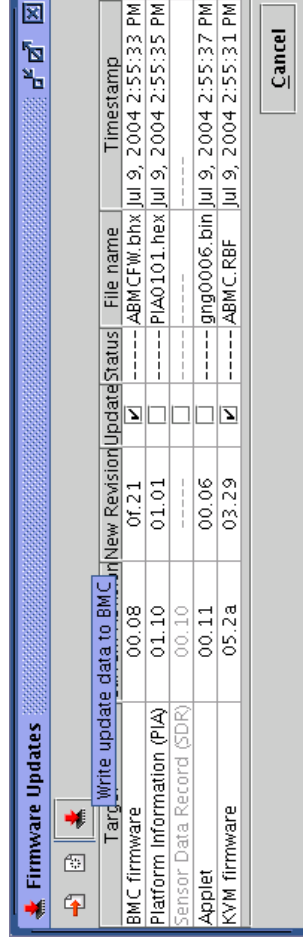 Firmware Updates
Write update data to BMC
Targ n New Revision Update Status File name Timestamp
BMC firmware 00.08 0f.21 ------ ABMCFW.bhx Jul 9, 2004 2:55:33 PM
Platform Information (PIA) 01.10 01.01 ------ PIA0101.hex Jul 9, 2004 2:55:35 PM
Sensor Data Record (SDR) 00.10 ------ ------ ------ ------
Applet 00.11 00.06 ------ gng0006.bin Jul 9, 2004 2:55:37 PM
KVM firmware 05.2a 03.29 ------ ABMC.RBF Jul 9, 2004 2:55:31 PM
Cancel